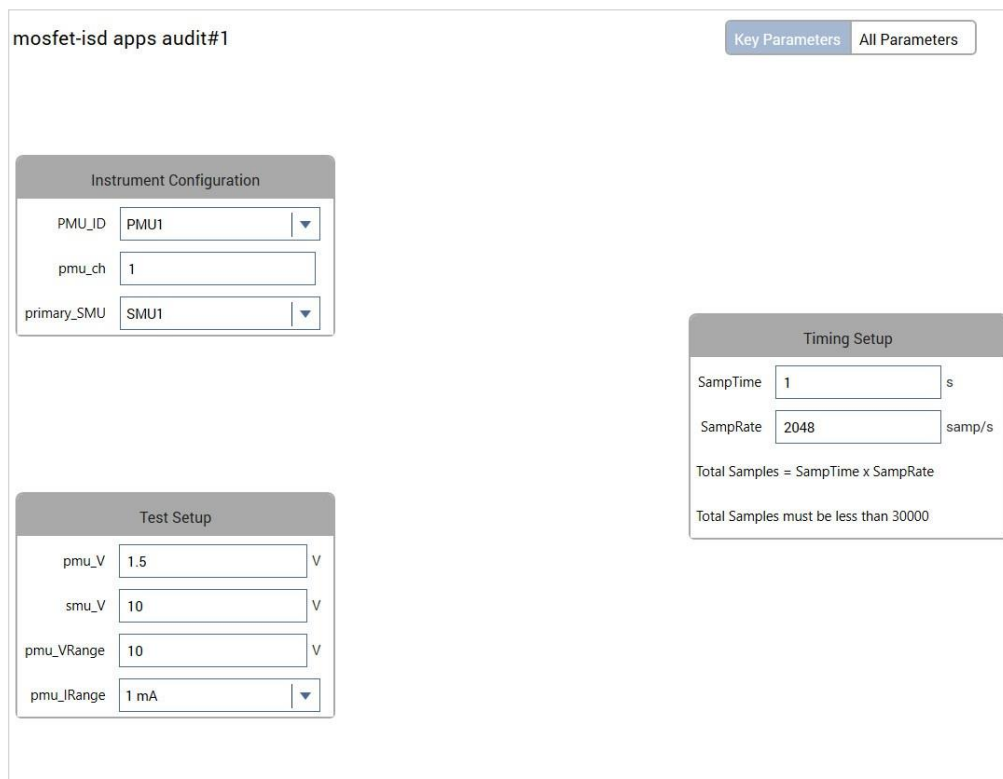 mosfet-isd apps audit#1
Key Parameters All Parameters
Instrument Configuration
PMU_ID PMU1
pmu_ch 1
primary_SMU SMU1
Timing Setup
SampTime 1 s
SampRate 2048 samp/s
Total Samples = SampTime x SampRate
Total Samples must be less than 30000
Test Setup
pmu_V 1.5 V
smu_V 10 V
pmu_VRange 10 V
pmu_IRange 1 mA